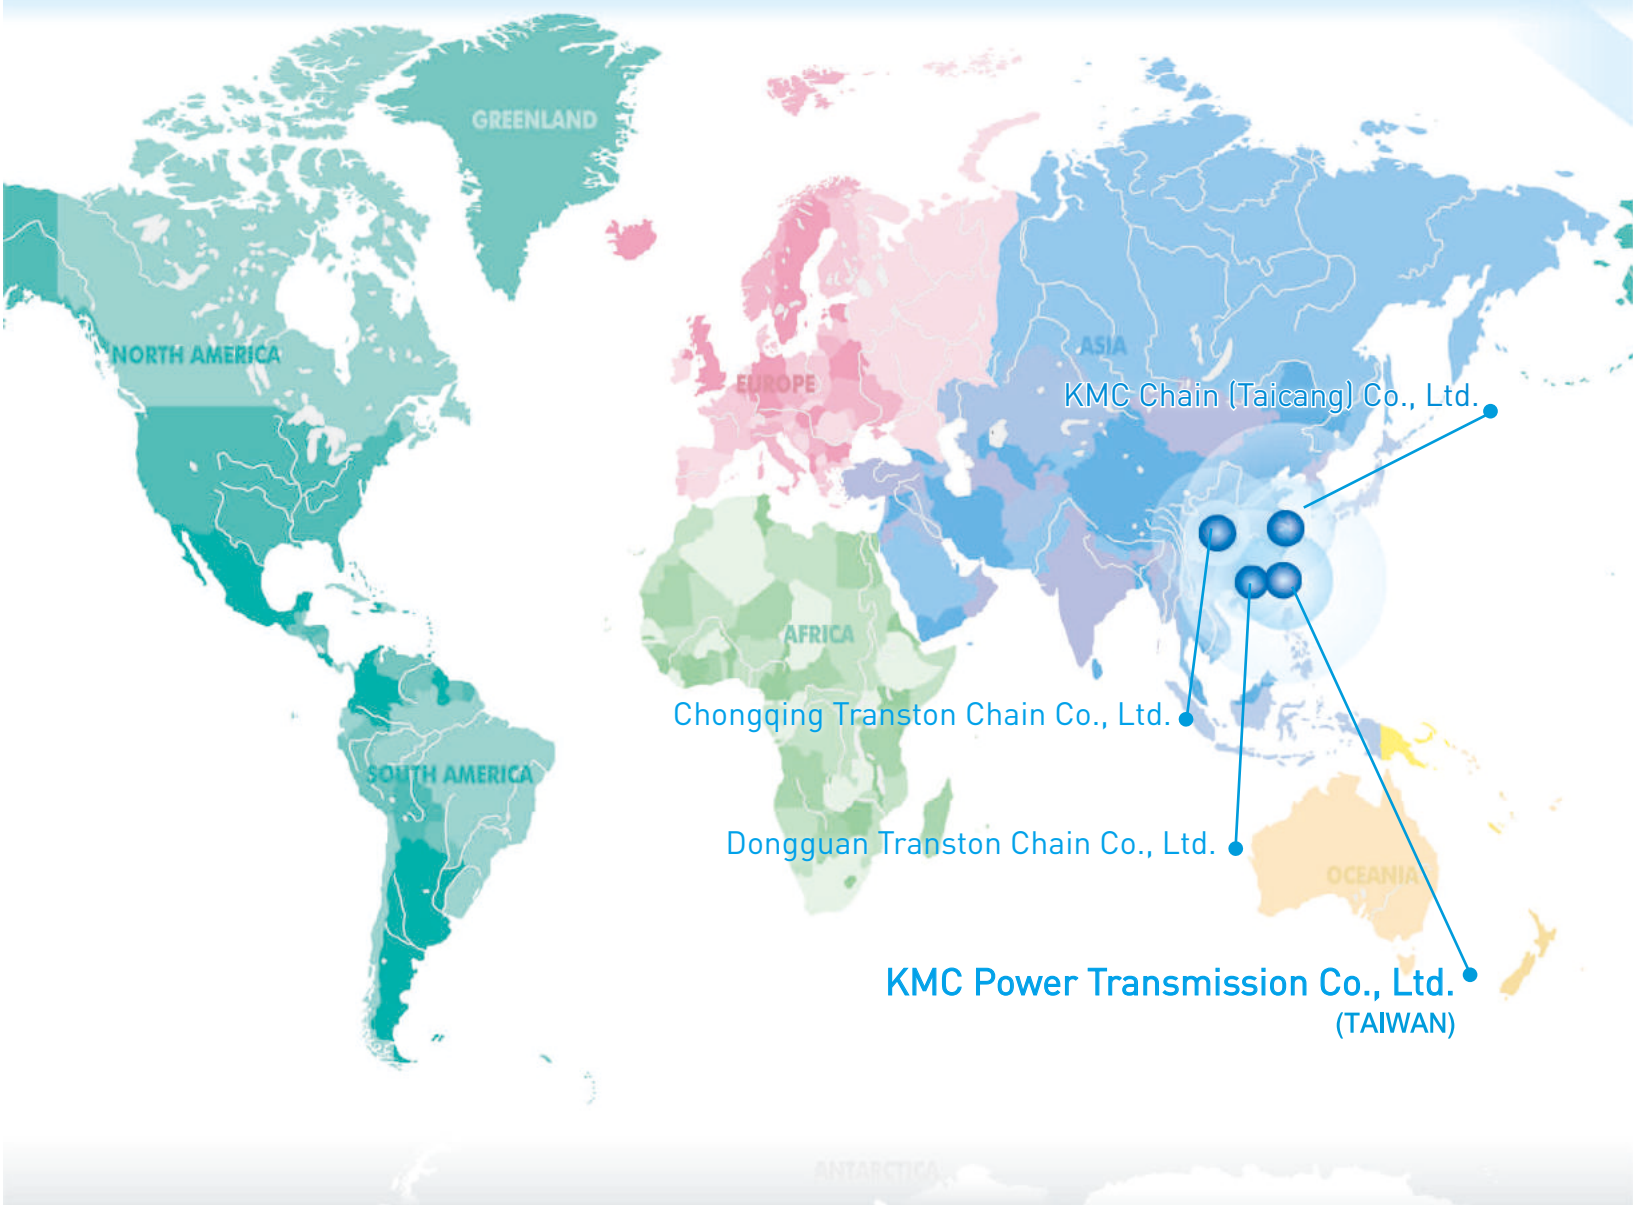 GREENLAND
NORTH AMERICA
ASIA
EUROPE
KMC Chain (Taicang) Co., Ltd.
AFRICA
Chongqing Transton Chain Co., Ltd.
SOUTH AMERICA
Dongguan Transton Chain Co., Ltd.
OCEANIA
KMC Power Transmission Co., Ltd.
(TAIWAN)
ANTARCTICA